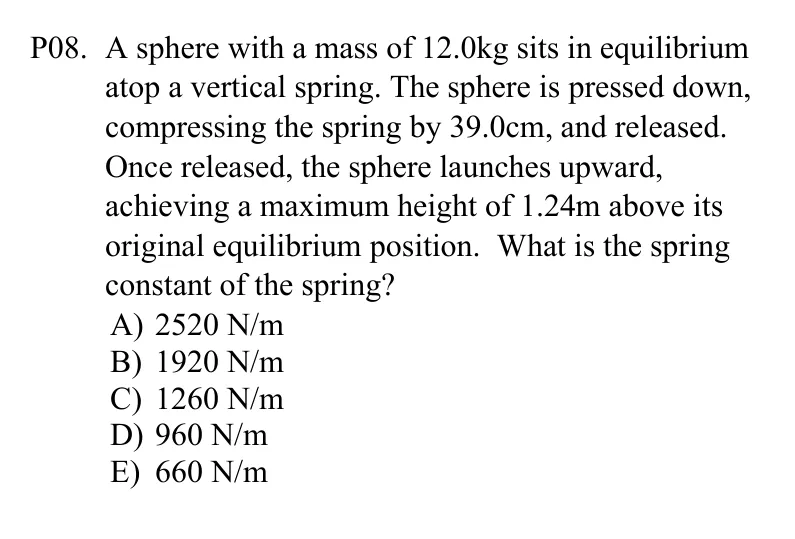 P08. A sphere with a mass of 12.0kg sits in equilibrium
atop a vertical spring. The sphere is pressed down,
compressing the spring by 39.0cm, and released.
Once released, the sphere launches upward,
achieving a maximum height of 1.24m above its
original equilibrium position. What is the spring
constant of the spring?
A) 2520 N/m
B) 1920 N/m
C) 1260 N/m
D) 960 N/m
E) 660 N/m